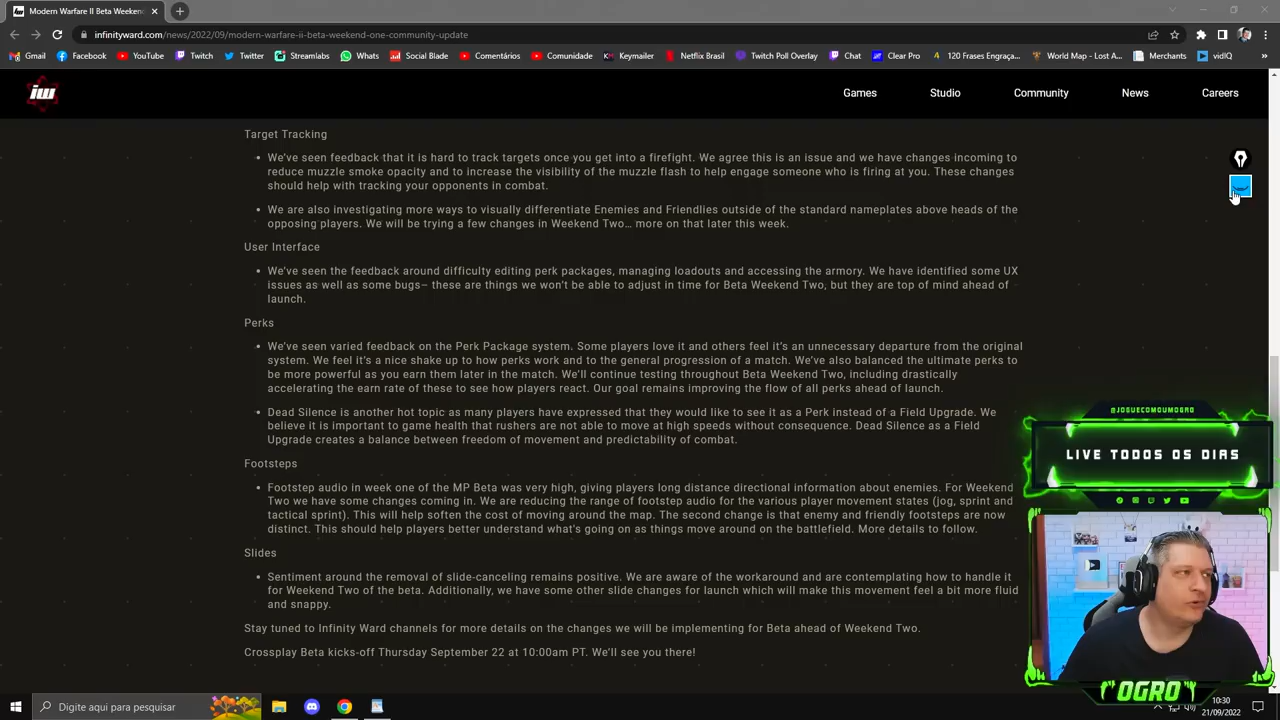 Modern Warfare II Beta Weekend
infinityward.com/news/2022/09/modern-warfare-ii-beta-weekend-one-community-update
Gmail Facebook YouTube Twitch Twitter Streamlabs Whats Social Blade Comentários Comunidade Keymailer Netflix Brasil Twitch Poll Overlay Chat Clear Pro 120 Frases Engraça... World Map - Lost A... Merchants vidIQ »
iw Games Studio Community News Careers
Target Tracking
• We've seen feedback that it is hard to track targets once you get into a firefight. We agree this is an issue and we have changes incoming to
reduce muzzle smoke opacity and to increase the visibility of the muzzle flash to help engage someone who is firing at you. These changes
should help with tracking your opponents in combat.
• We are also investigating more ways to visually differentiate Enemies and Friendlies outside of the standard nameplates above heads of the
opposing players. We will be trying a few changes in Weekend Two… more on that later this week.
User Interface
• We've seen the feedback around difficulty editing perk packages, managing loadouts and accessing the armory. We have identified some UX
issues as well as some bugs– these are things we won't be able to adjust in time for Beta Weekend Two, but they are top of mind ahead of
launch.
Perks
• We've seen varied feedback on the Perk Package system. Some players love it and others feel it's an unnecessary departure from the original
system. We feel it's a nice shake up to how perks work and to the general progression of a match. We've also balanced the ultimate perks to
be more powerful as you earn them later in the match. We'll continue testing throughout Beta Weekend Two, including drastically
accelerating the earn rate of these to see how players react. Our goal remains improving the flow of all perks ahead of launch.
• Dead Silence is another hot topic as many players have expressed that they would like to see it as a Perk instead of a Field Upgrade. We
believe it is important to game health that rushers are not able to move at high speeds without consequence. Dead Silence as a Field
Upgrade creates a balance between freedom of movement and predictability of combat.
Footsteps
• Footstep audio in week one of the MP Beta was very high, giving players long distance directional information about enemies. For Weekend
Two we have some changes coming in. We are reducing the range of footstep audio for the various player movement states (jog, sprint and
tactical sprint). This will help soften the cost of moving around the map. The second change is that enemy and friendly footsteps are now
distinct. This should help players better understand what's going on as things move around on the battlefield. More details to follow.
Slides
• Sentiment around the removal of slide-canceling remains positive. We are aware of the workaround and are contemplating how to handle it
for Weekend Two of the beta. Additionally, we have some other slide changes for launch which will make this movement feel a bit more fluid
and snappy.
Stay tuned to Infinity Ward channels for more details on the changes we will be implementing for Beta ahead of Weekend Two.
Crossplay Beta kicks-off Thursday September 22 at 10:00am PT. We'll see you there!
@JOGUECOMOUMOGRO
LIVE TODOS OS DIAS
OGRO
Digite aqui para pesquisar
10:30
21/09/2022